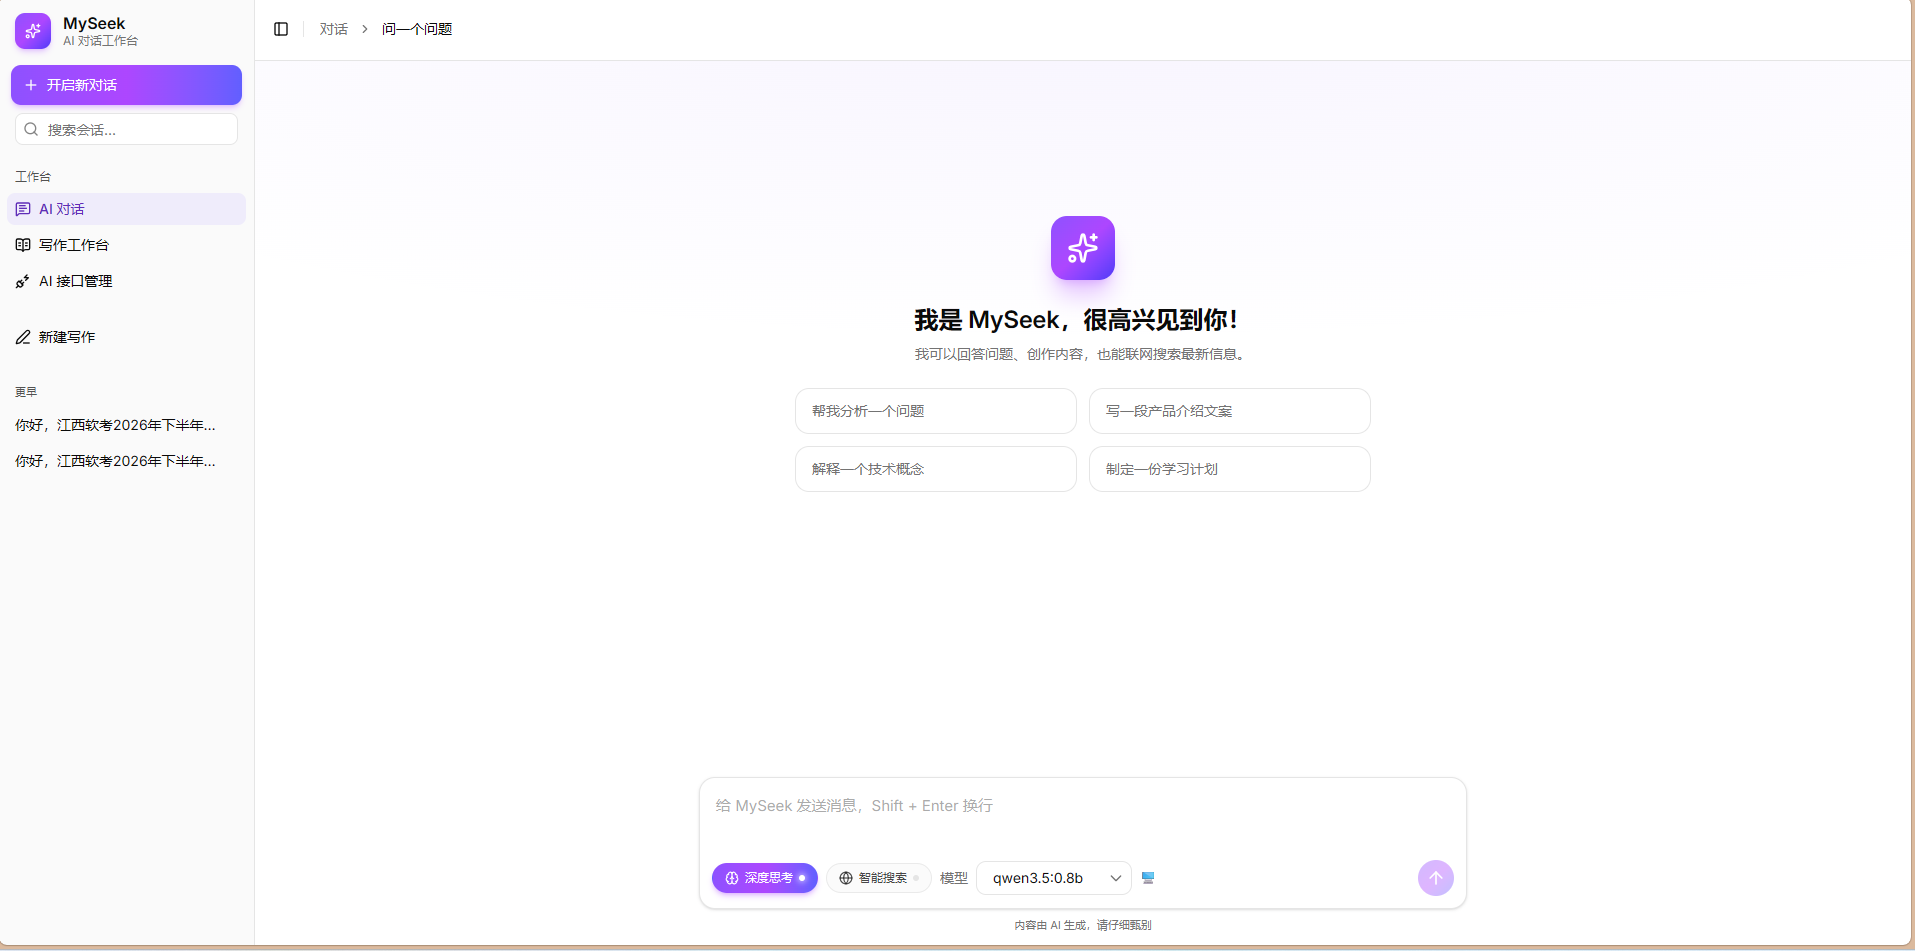 MySeek
AI 对话工作台
开启新对话
搜索会话...
工作台
AI 对话
写作工作台
AI 接口管理
新建写作
更早
你好，江西软考2026年下半年...
你好，江西软考2026年下半年...
对话 > 问一个问题
我是 MySeek，很高兴见到你！
我可以回答问题、创作内容，也能联网搜索最新信息。
帮我分析一个问题
写一段产品介绍文案
解释一个技术概念
制定一份学习计划
给 MySeek 发送消息，Shift + Enter 换行
深度思考 智能搜索 模型 qwen3.5:0.8b
内容由 AI 生成，请仔细甄别